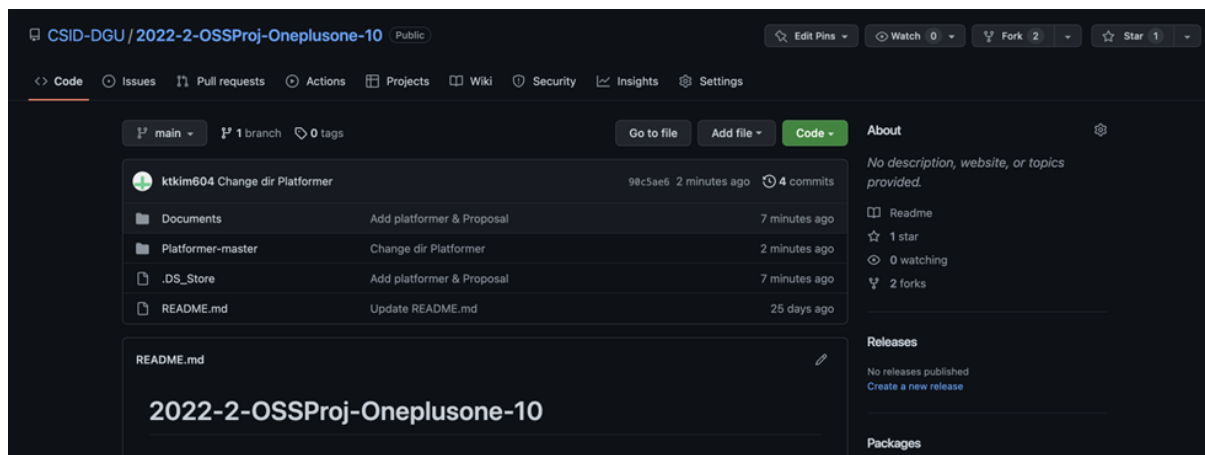 CSID-DGU / 2022-2-OSSProj-Oneplusone-10 Public
Edit Pins Watch 0 Fork 2 Star 1
Code Issues Pull requests Actions Projects Wiki Security Insights Settings
main 1 branch 0 tags Go to file Add file Code
ktkim604 Change dir Platformer 90c5ae6 2 minutes ago 4 commits
Documents Add platformer & Proposal 7 minutes ago
Platformer-master Change dir Platformer 2 minutes ago
.DS_Store Add platformer & Proposal 7 minutes ago
README.md Update README.md 25 days ago
README.md
2022-2-OSSProj-Oneplusone-10
About
No description, website, or topics
provided.
Readme
1 star
0 watching
2 forks
Releases
No releases published
Create a new release
Packages